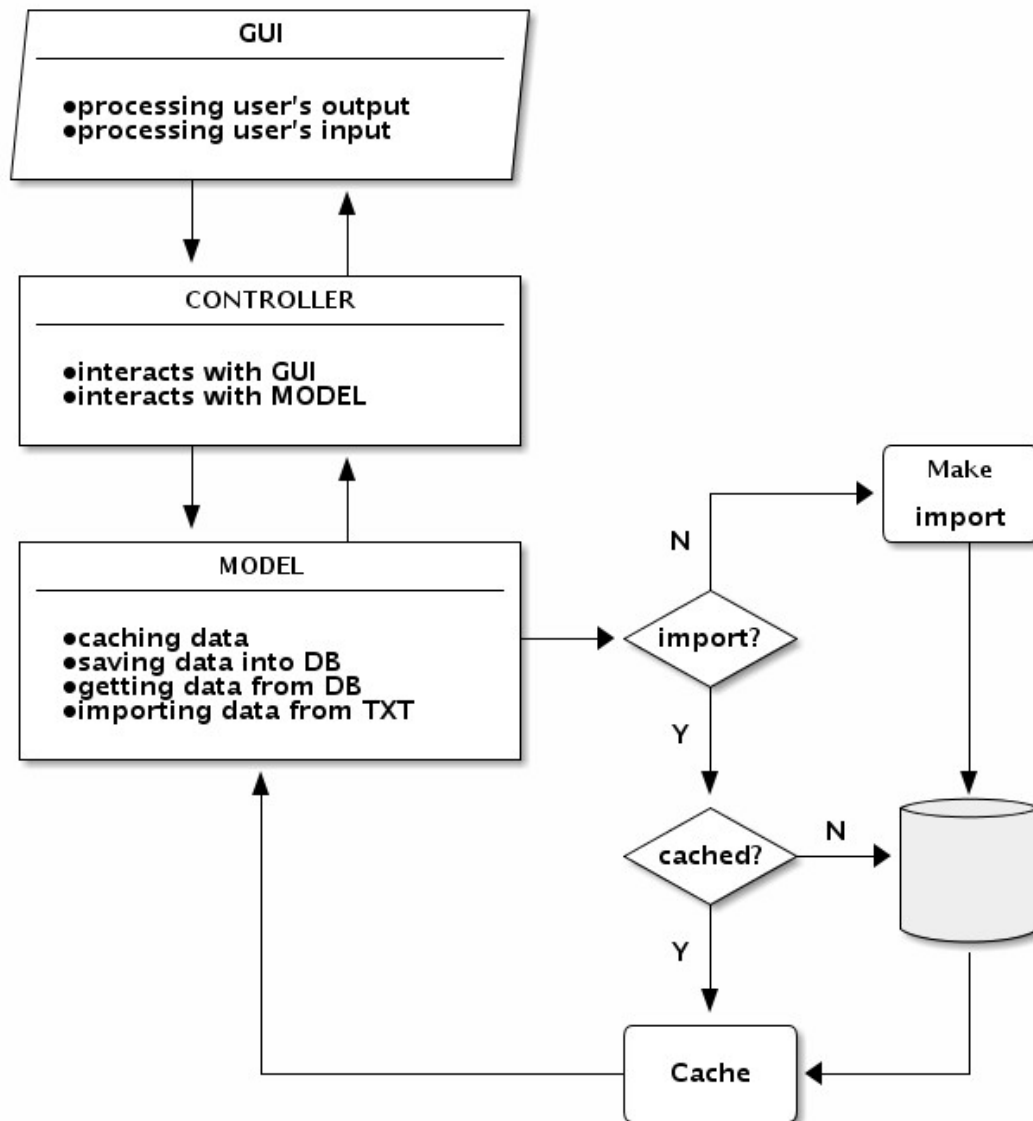 GUI
●processing user's output
●processing user's input
CONTROLLER
●interacts with GUI
●interacts with MODEL
MODEL
●caching data
●saving data into DB
●getting data from DB
●importing data from TXT
import?
N
Make
import
Y
cached?
N
Y
Cache